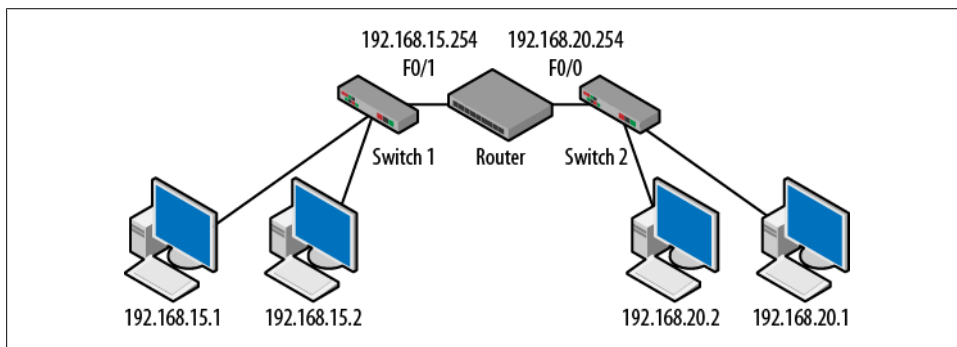 192.168.15.254
F0/1
192.168.20.254
F0/0
Switch 1
Router
Switch 2
192.168.15.1
192.168.15.2
192.168.20.2
192.168.20.1